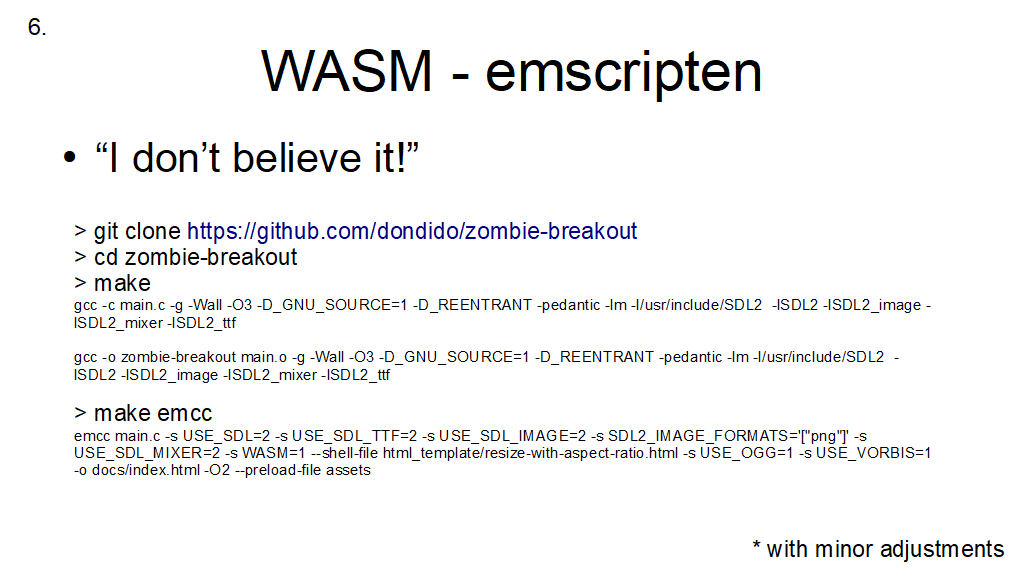 6.
WASM - emscripten
• “I don’t believe it!”
> git clone https://github.com/dondido/zombie-breakout
> cd zombie-breakout
> make
gcc -c main.c -g -Wall -O3 -D_GNU_SOURCE=1 -D_REENTRANT -pedantic -lm -I/usr/include/SDL2  -lSDL2 -lSDL2_image -
lSDL2_mixer -lSDL2_ttf
gcc -o zombie-breakout main.o -g -Wall -O3 -D_GNU_SOURCE=1 -D_REENTRANT -pedantic -lm -I/usr/include/SDL2  -
lSDL2 -lSDL2_image -lSDL2_mixer -lSDL2_ttf
> make emcc
emcc main.c -s USE_SDL=2 -s USE_SDL_TTF=2 -s USE_SDL_IMAGE=2 -s SDL2_IMAGE_FORMATS='["png"]' -s
USE_SDL_MIXER=2 -s WASM=1 --shell-file html_template/resize-with-aspect-ratio.html -s USE_OGG=1 -s USE_VORBIS=1
-o docs/index.html -O2 --preload-file assets
* with minor adjustments